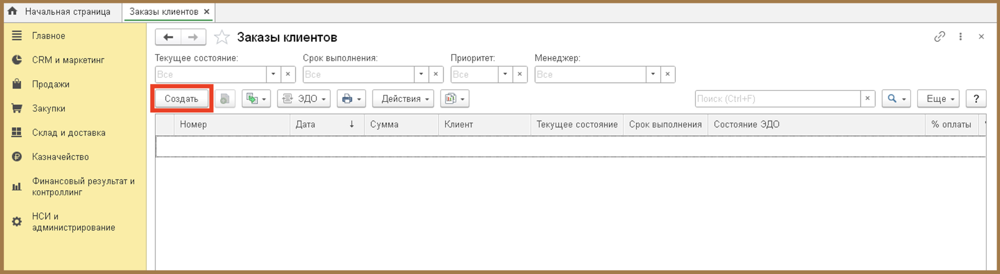 Начальная страница
Заказы клиентов ×
Главное
CRM и маркетинг
Продажи
Закупки
Склад и доставка
Казначейство
Финансовый результат и
контроллинг
НСИ и
администрирование
Заказы клиентов
Текущее состояние: Срок выполнения: Приоритет: Менеджер:
Все Все Все Все
Создать ЭДО Действия Поиск (Ctrl+F) × Еще ?
Номер Дата ↓ Сумма Клиент Текущее состояние Срок выполнения Состояние ЭДО % оплаты